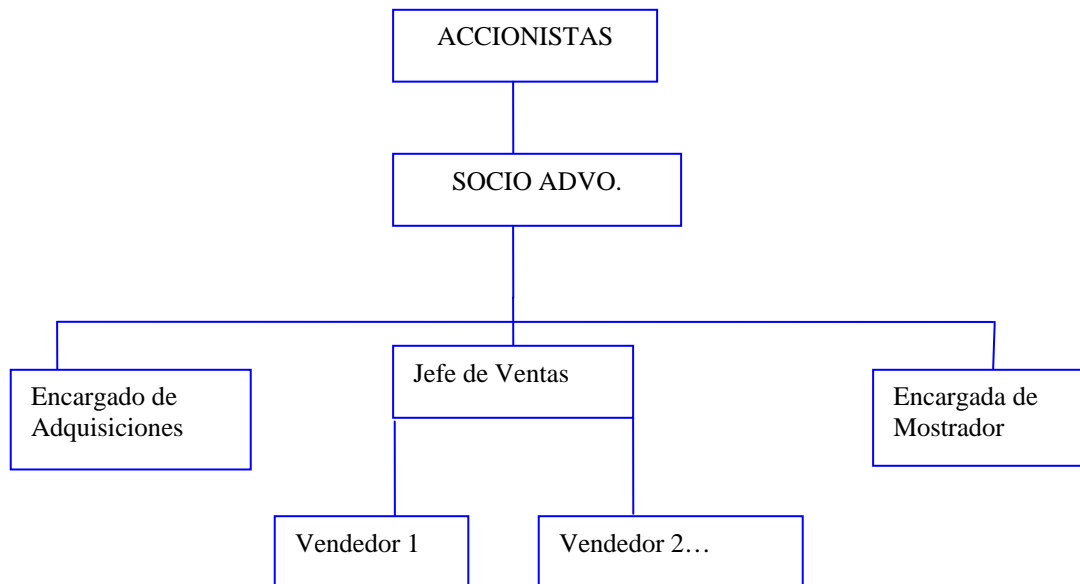 ACCIONISTAS
SOCIO ADVO.
Encargado de
Adquisiciones
Jefe de Ventas
Encargada de
Mostrador
Vendedor 1
Vendedor 2…